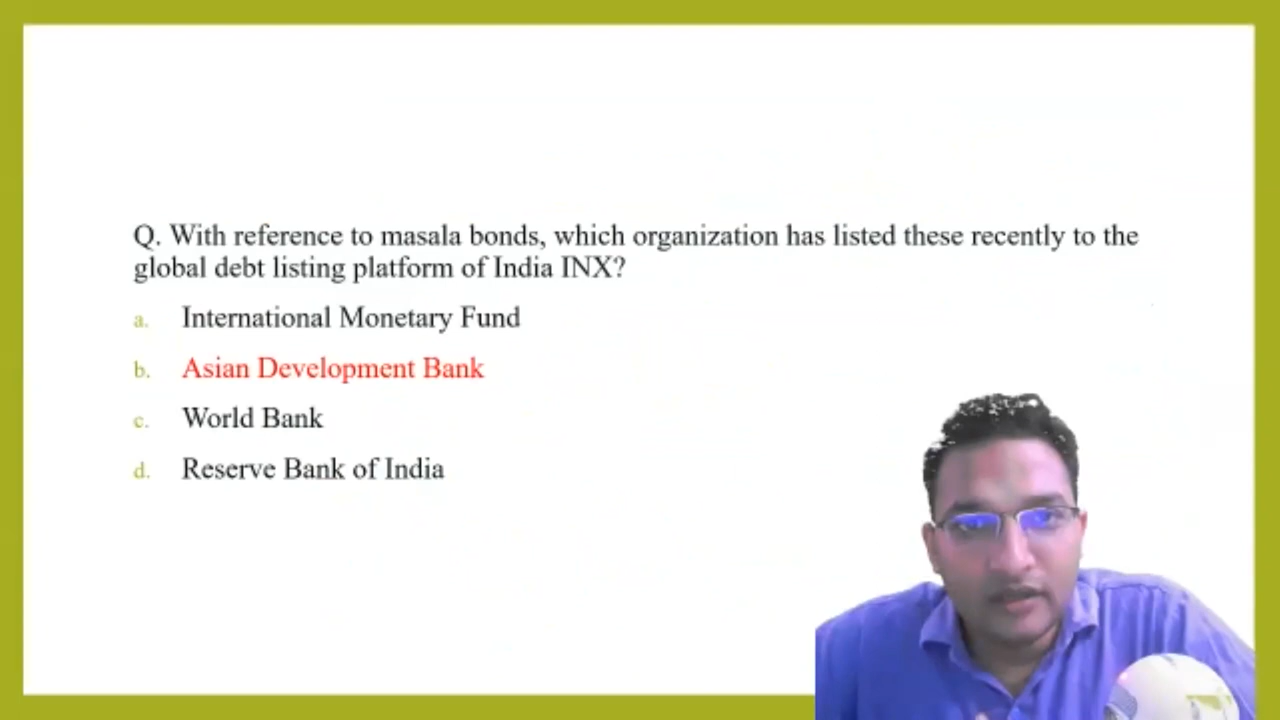 Q. With reference to masala bonds, which organization has listed these recently to the
global debt listing platform of India INX?
a. International Monetary Fund
b. Asian Development Bank
c. World Bank
d. Reserve Bank of India